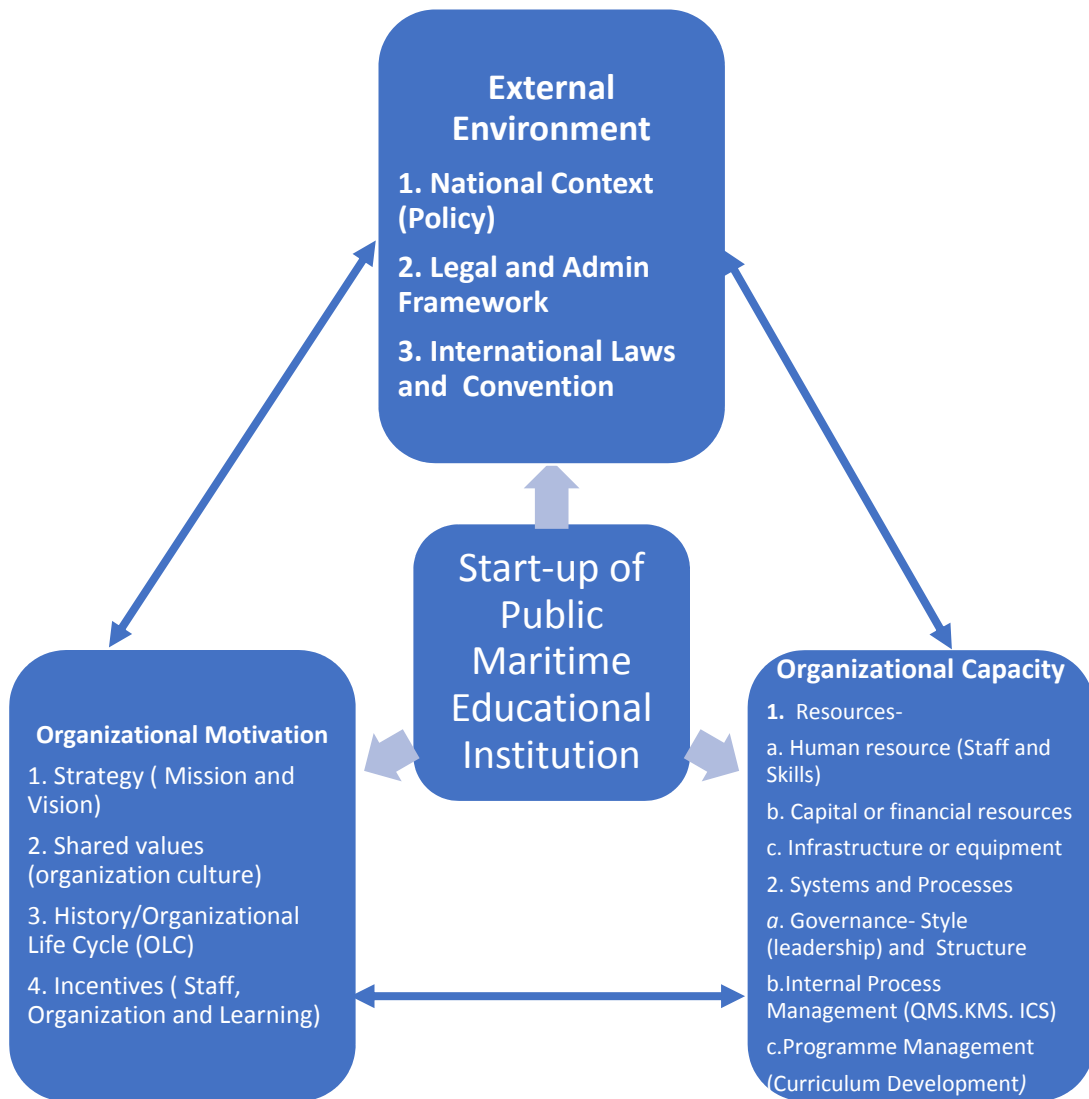 External
Environment
1. National Context
(Policy)
2. Legal and Admin
Framework
3. International Laws
and  Convention
Start-up of
Public
Maritime
Educational
Institution
Organizational Motivation
1. Strategy ( Mission and
Vision)
2. Shared values
(organization culture)
3. History/Organizational
Life Cycle (OLC)
4. Incentives ( Staff,
Organization and Learning)
Organizational Capacity
1.  Resources-
a. Human resource (Staff and
Skills)
b. Capital or financial resources
c. Infrastructure or equipment
2. Systems and Processes
a. Governance- Style
(leadership) and  Structure
b.Internal Process
Management (QMS.KMS. ICS)
c.Programme Management
(Curriculum Development)